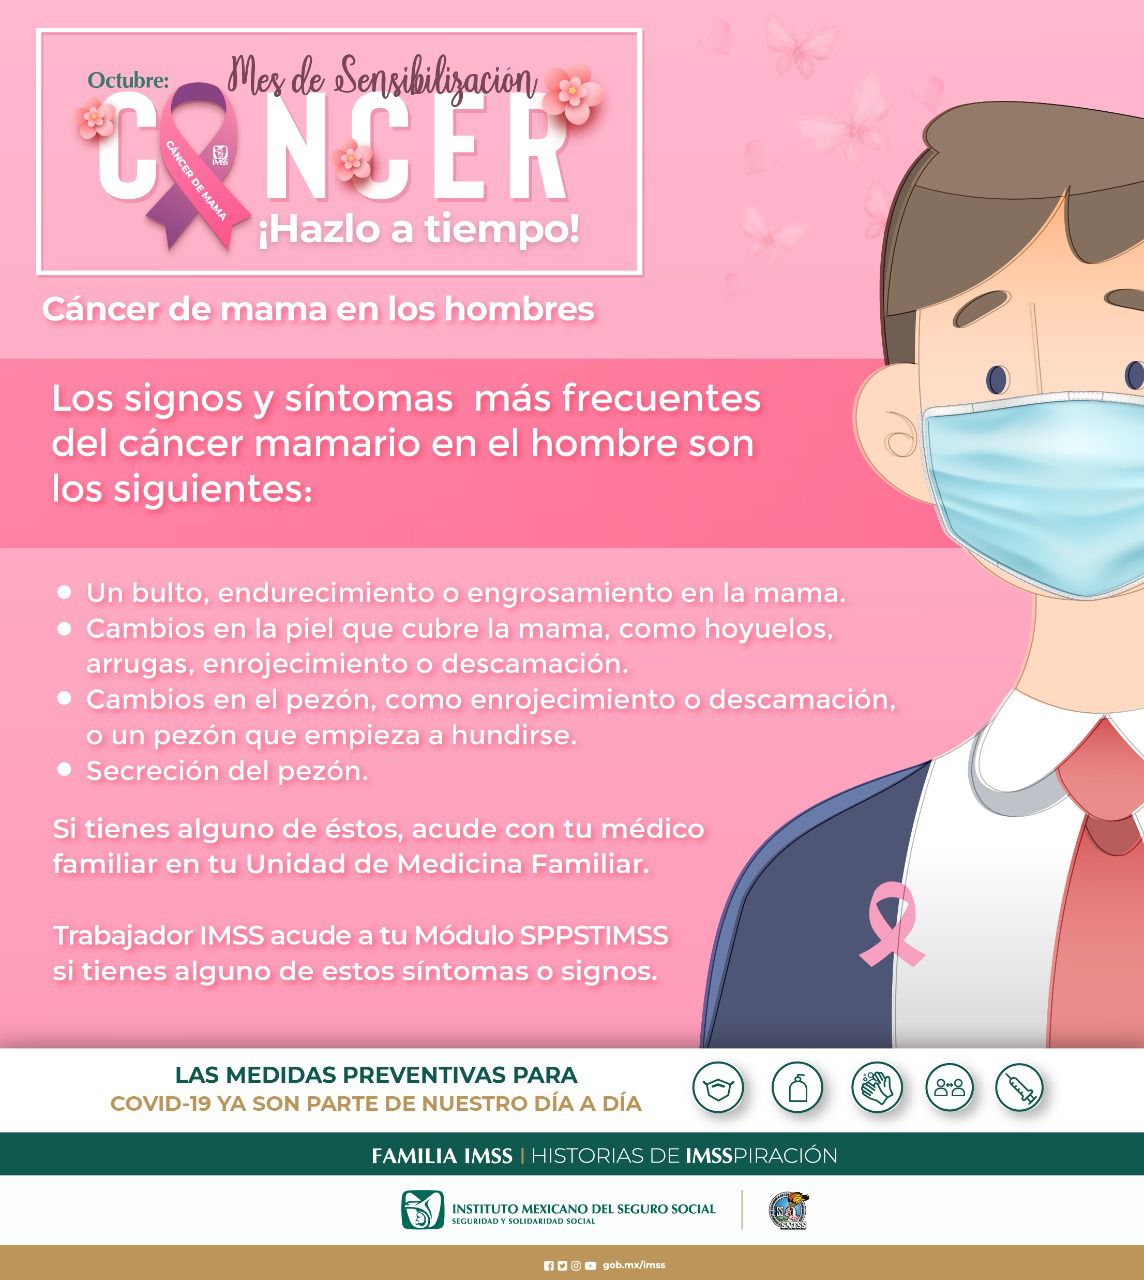 Octubre:
Mes de Sensibilización
CÁNCER
CÁNCER DE MAMA
IMSS
¡Hazlo a tiempo!
Cáncer de mama en los hombres
Los signos y síntomas más frecuentes
del cáncer mamario en el hombre son
los siguientes:
Un bulto, endurecimiento o engrosamiento en la mama.
Cambios en la piel que cubre la mama, como hoyuelos,
arrugas, enrojecimiento o descamación.
Cambios en el pezón, como enrojecimiento o descamación,
o un pezón que empieza a hundirse.
Secreción del pezón.
Si tienes alguno de éstos, acude con tu médico
familiar en tu Unidad de Medicina Familiar.
Trabajador IMSS acude a tu Módulo SPPSTIMSS
si tienes alguno de estos síntomas o signos.
LAS MEDIDAS PREVENTIVAS PARA
COVID-19 YA SON PARTE DE NUESTRO DÍA A DÍA
FAMILIA IMSS | HISTORIAS DE IMSSPIRACIÓN
IMSS
INSTITUTO MEXICANO DEL SEGURO SOCIAL
SEGURIDAD Y SOLIDARIDAD SOCIAL
SNTSS
gob.mx/imss